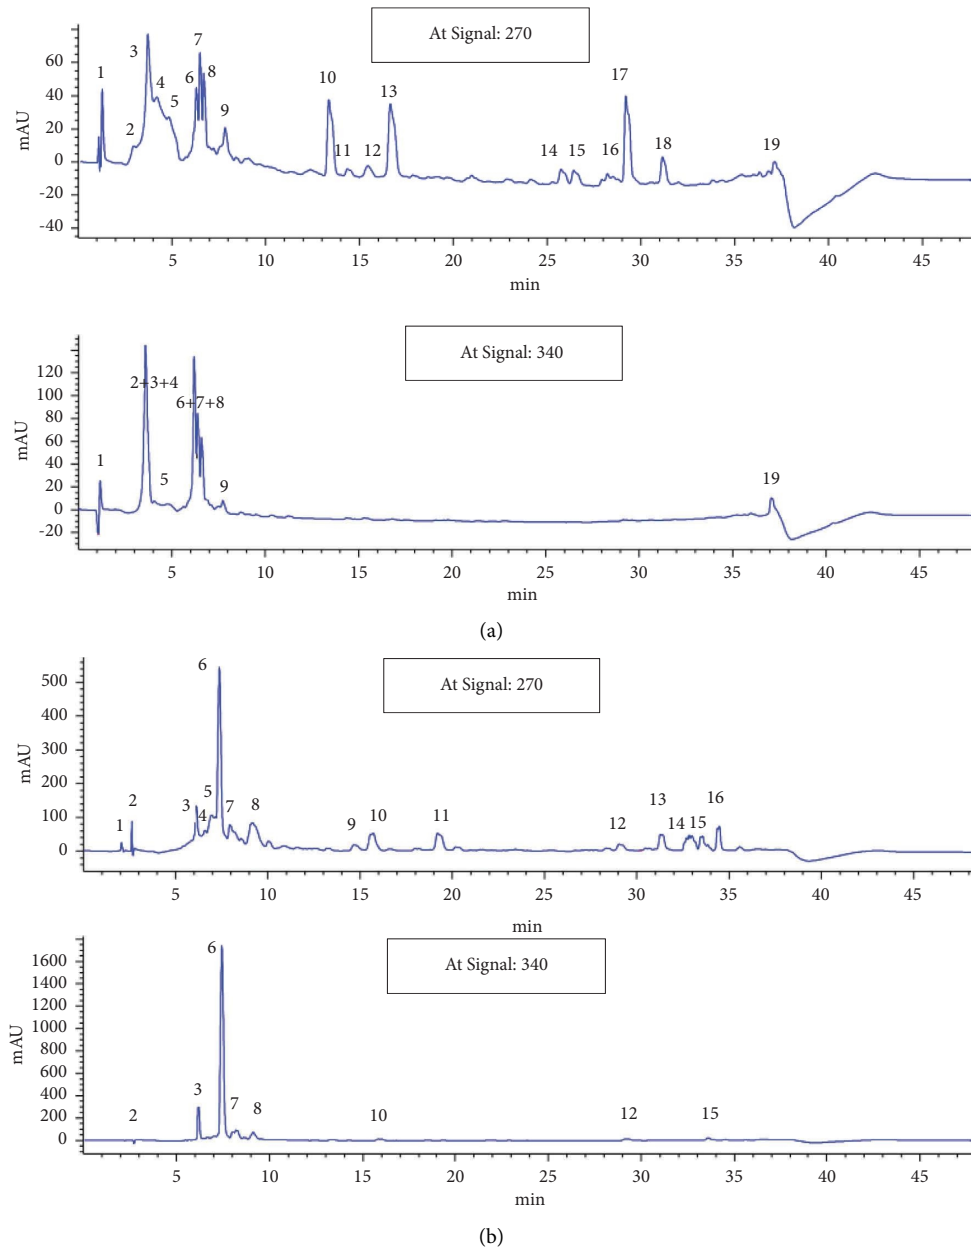 At Signal: 270
mAU
60
40
20
0
-20
-40
1 2 3 4 5 6 7 8 9 10 11 12 13 14 15 16 17 18 19
5 10 15 20 25 30 35 40 45
min
At Signal: 340
mAU
120
100
80
60
40
20
0
-20
1 2+3+4 5 6+7+8 9 19
5 10 15 20 25 30 35 40 45
min
(a)
At Signal: 270
mAU
500
400
300
200
100
0
1 2 3 4 5 6 7 8 9 10 11 12 13 14 15 16
5 10 15 20 25 30 35 40 45
min
At Signal: 340
mAU
1600
1400
1200
1000
800
600
400
200
0
2 3 6 7 8 10 12 15
5 10 15 20 25 30 35 40 45
min
(b)